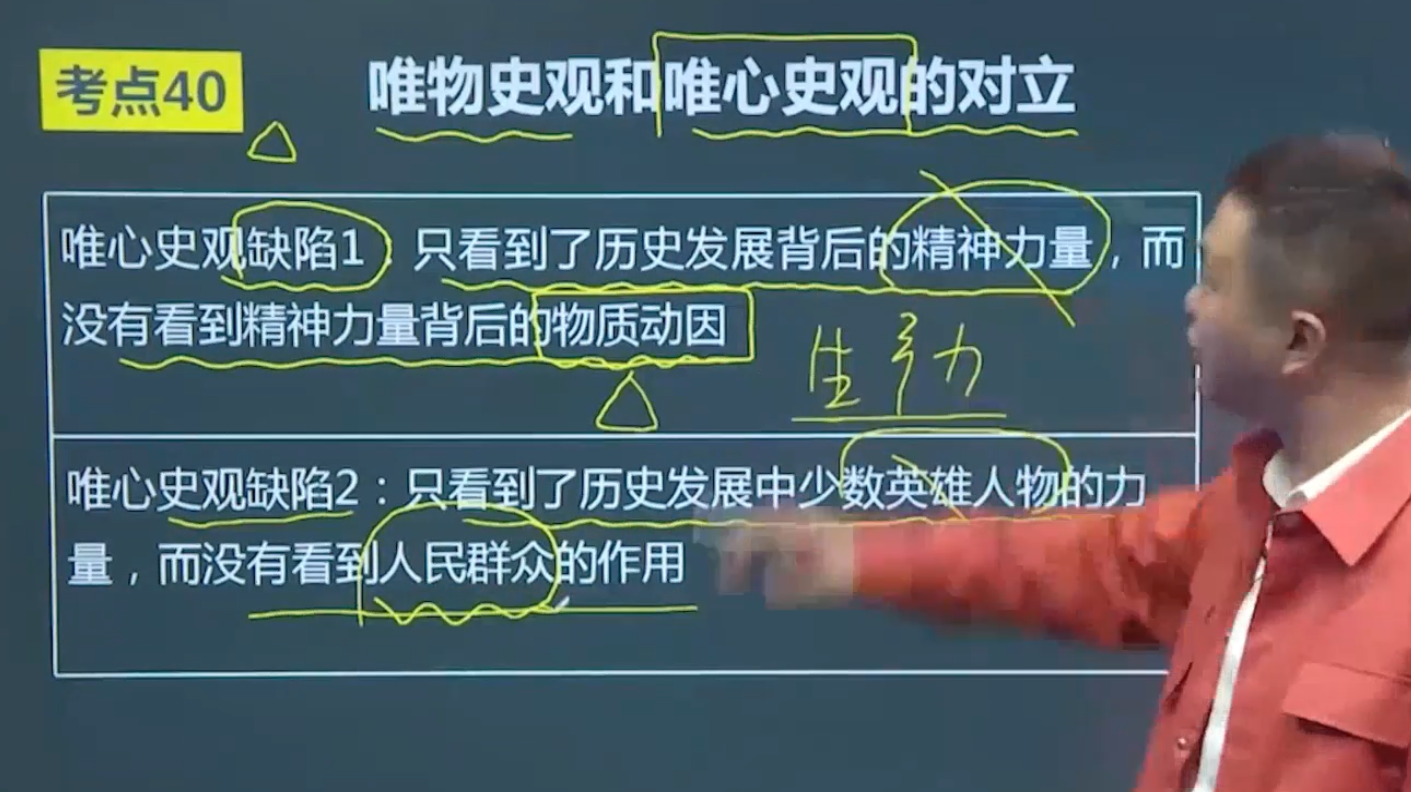 考点40
唯物史观和唯心史观的对立
唯心史观缺陷1：只看到了历史发展背后的精神力量，而
没有看到精神力量背后的物质动因
生产力
唯心史观缺陷2：只看到了历史发展中少数英雄人物的力
量，而没有看到人民群众的作用